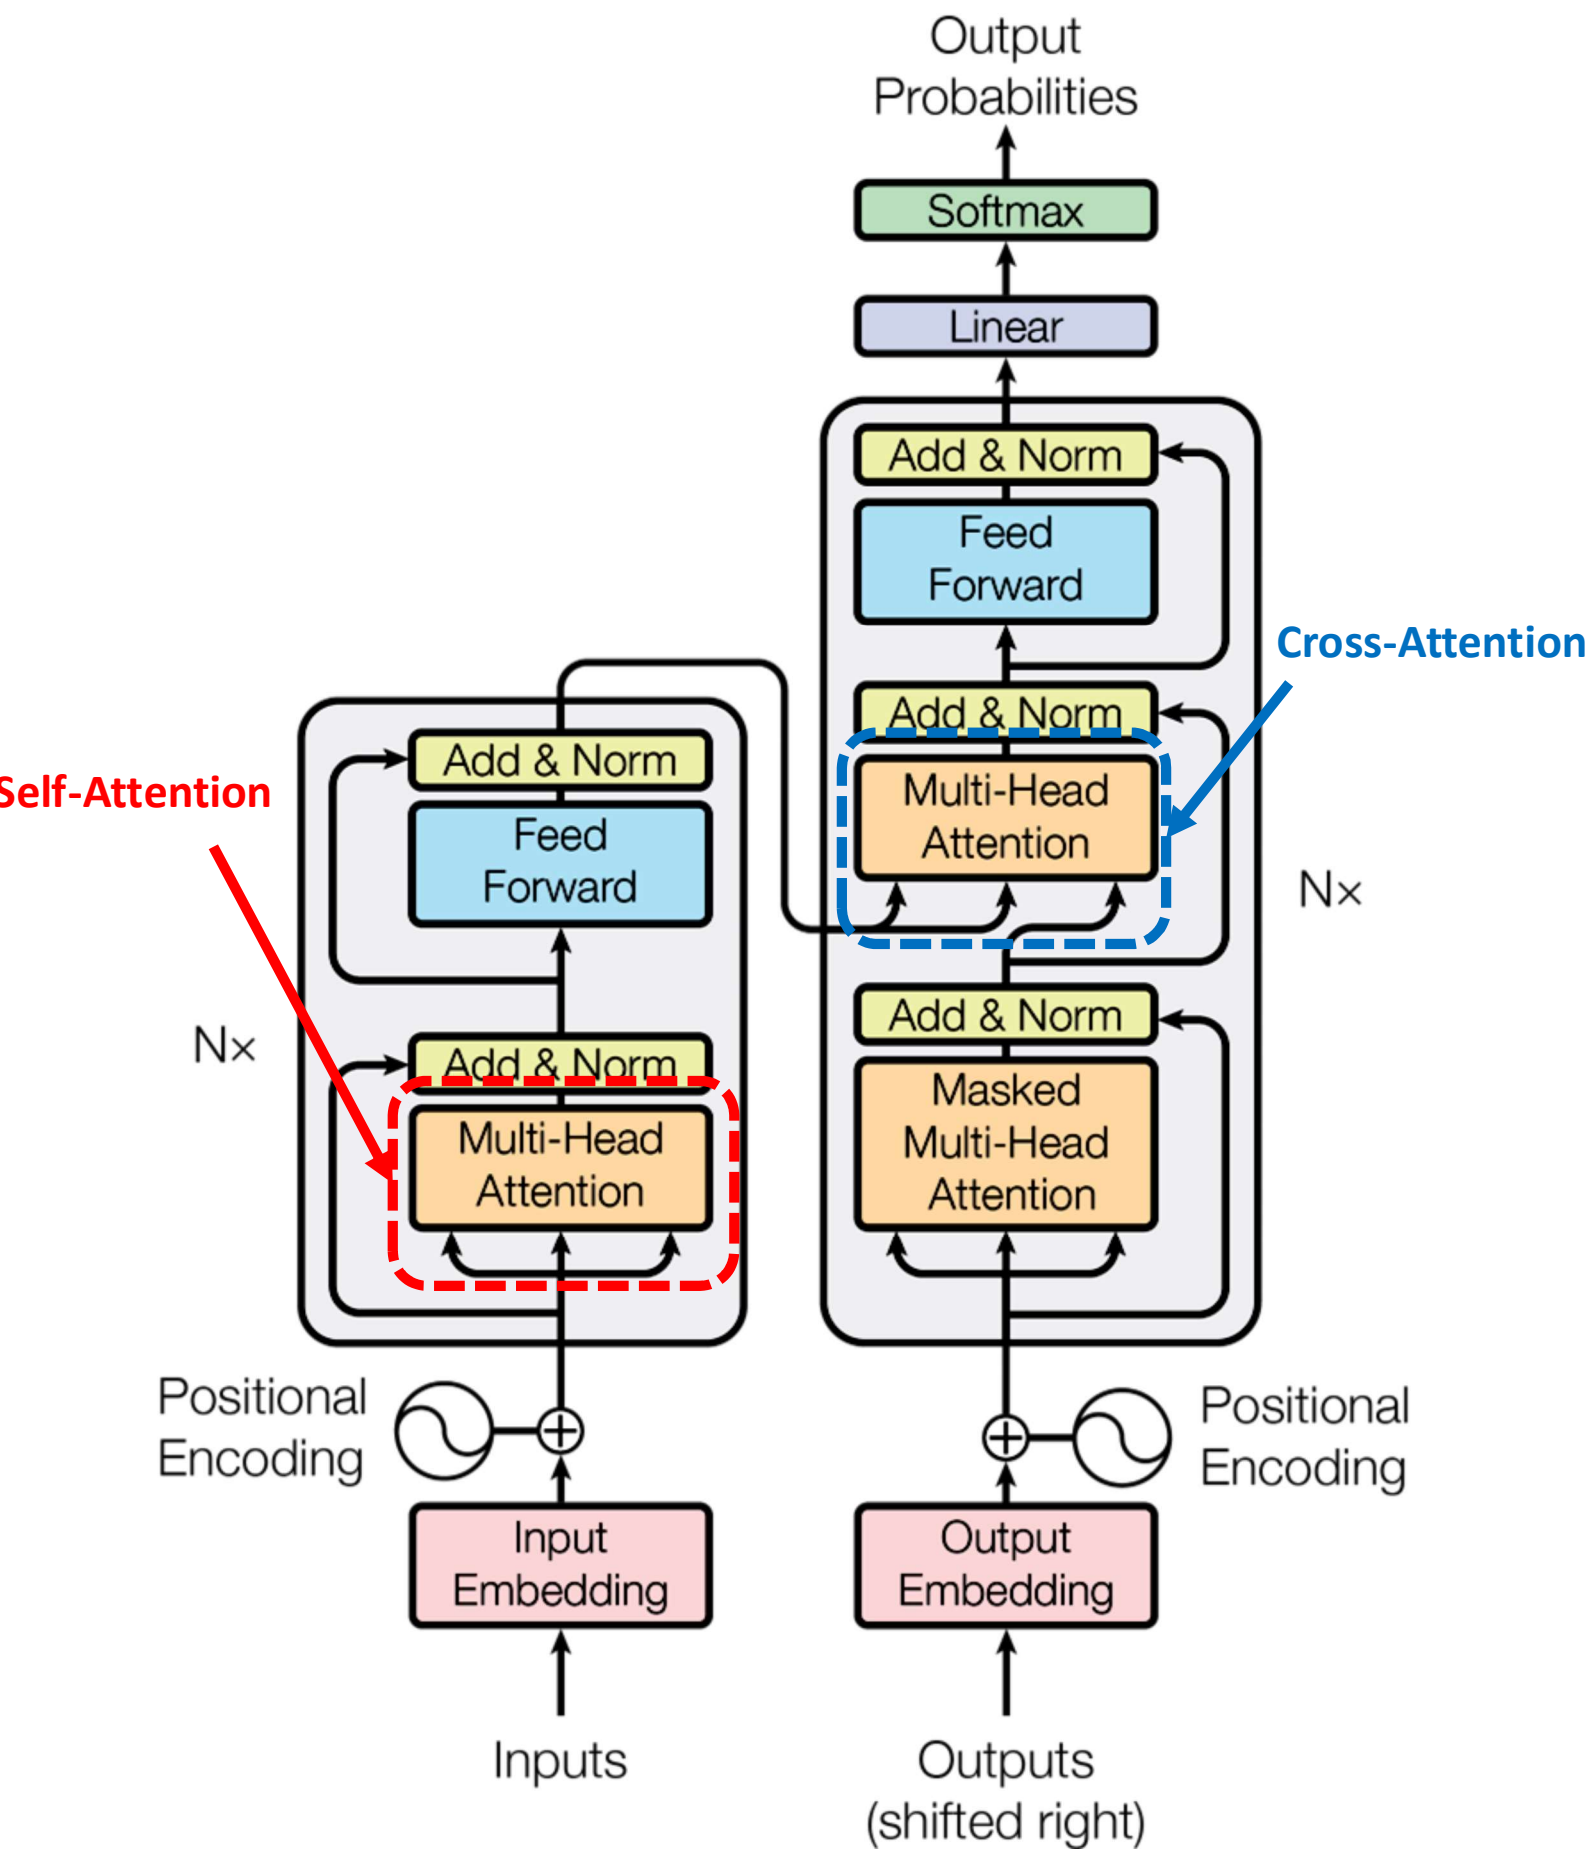 Output
Probabilities
Softmax
Linear
Add & Norm
Feed
Forward
Cross-Attention
Add & Norm
Multi-Head
Attention
Nx
Add & Norm
Masked
Multi-Head
Attention
Self-Attention
Add & Norm
Feed
Forward
Nx
Add & Norm
Multi-Head
Attention
Positional
Encoding
Positional
Encoding
Input
Embedding
Output
Embedding
Inputs
Outputs
(shifted right)